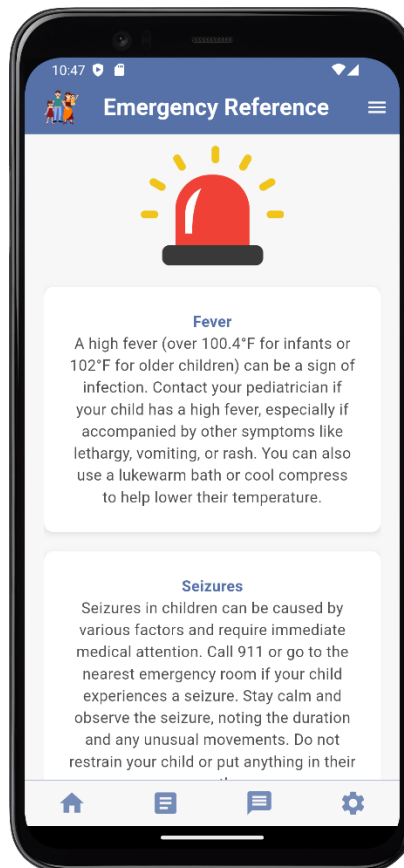 10:47
Emergency Reference
Fever
A high fever (over 100.4°F for infants or
102°F for older children) can be a sign of
infection. Contact your pediatrician if
your child has a high fever, especially if
accompanied by other symptoms like
lethargy, vomiting, or rash. You can also
use a lukewarm bath or cool compress
to help lower their temperature.
Seizures
Seizures in children can be caused by
various factors and require immediate
medical attention. Call 911 or go to the
nearest emergency room if your child
experiences a seizure. Stay calm and
observe the seizure, noting the duration
and any unusual movements. Do not
restrain your child or put anything in their